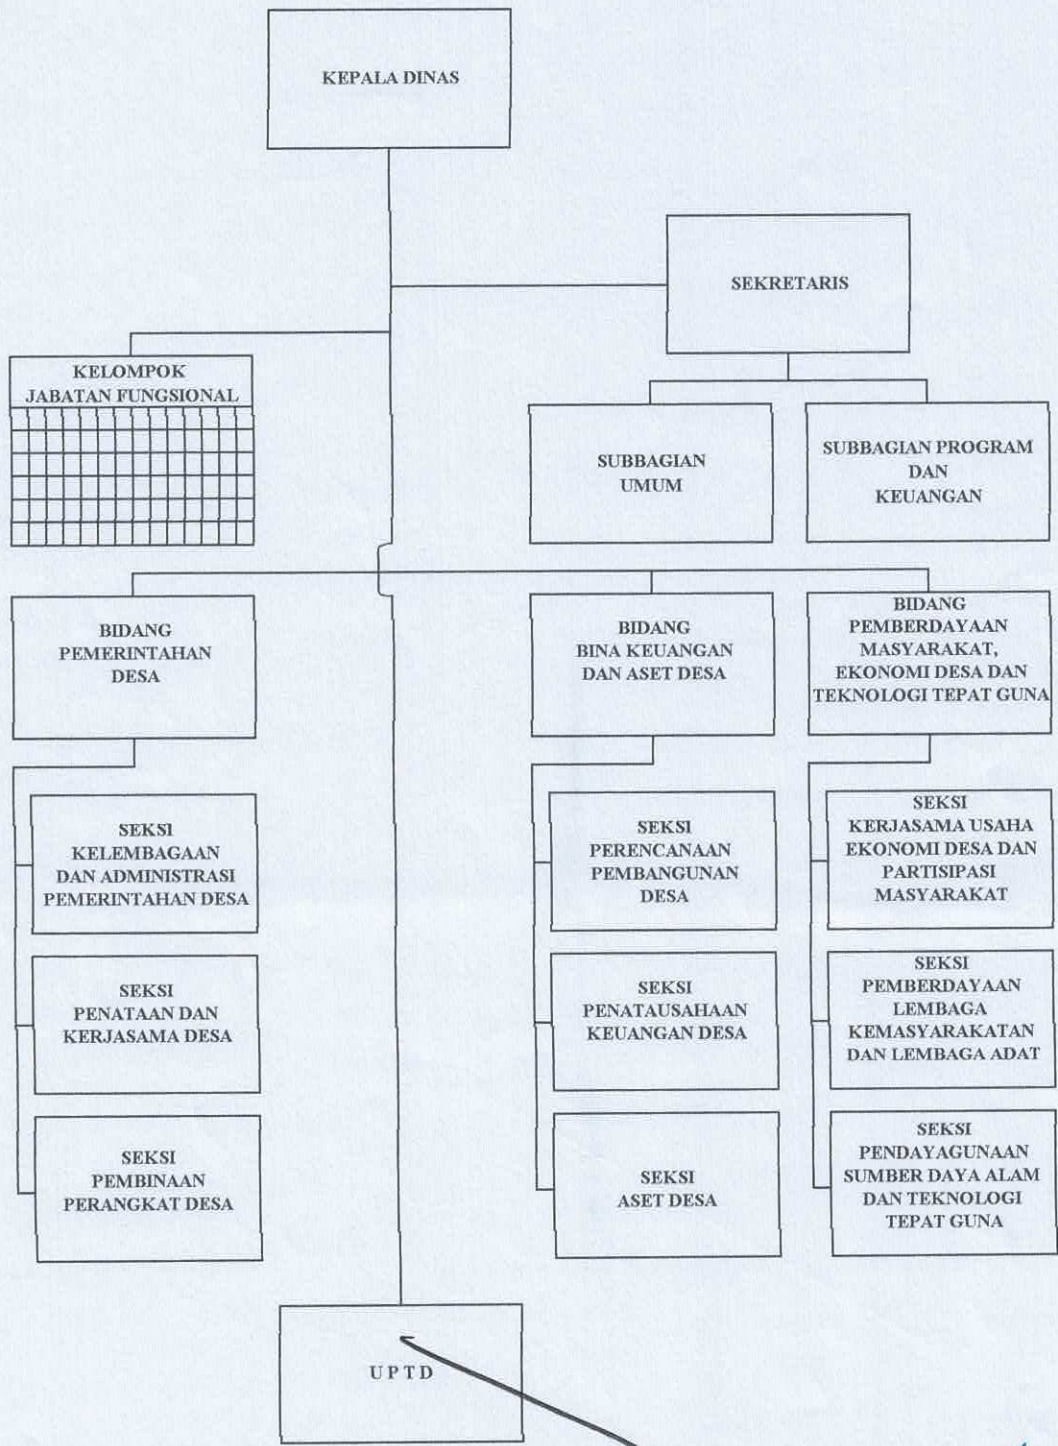 KEPALA DINAS
SEKRETARIS
KELOMPOK
JABATAN FUNGSIONAL
SUBBAGIAN
UMUM
SUBBAGIAN PROGRAM
DAN
KEUANGAN
BIDANG
PEMERINTAHAN
DESA
BIDANG
BINA KEUANGAN
DAN ASET DESA
BIDANG
PEMBERDAYAAN
MASYARAKAT,
EKONOMI DESA DAN
TEKNOLOGI TEPAT GUNA
SEKSI
KELEMBAGAAN
DAN ADMINISTRASI
PEMERINTAHAN DESA
SEKSI
PENATAAN DAN
KERJASAMA DESA
SEKSI
PEMBINAAN
PERANGKAT DESA
SEKSI
PERENCANAAN
PEMBANGUNAN
DESA
SEKSI
PENATAUSAHAAN
KEUANGAN DESA
SEKSI
ASET DESA
SEKSI
KERJASAMA USAHA
EKONOMI DESA DAN
PARTISIPASI
MASYARAKAT
SEKSI
PEMBERDAYAAN
LEMBAGA
KEMASYARAKATAN
DAN LEMBAGA ADAT
SEKSI
PENDAYAGUNAAN
SUMBER DAYA ALAM
DAN TEKNOLOGI
TEPAT GUNA
U P T D